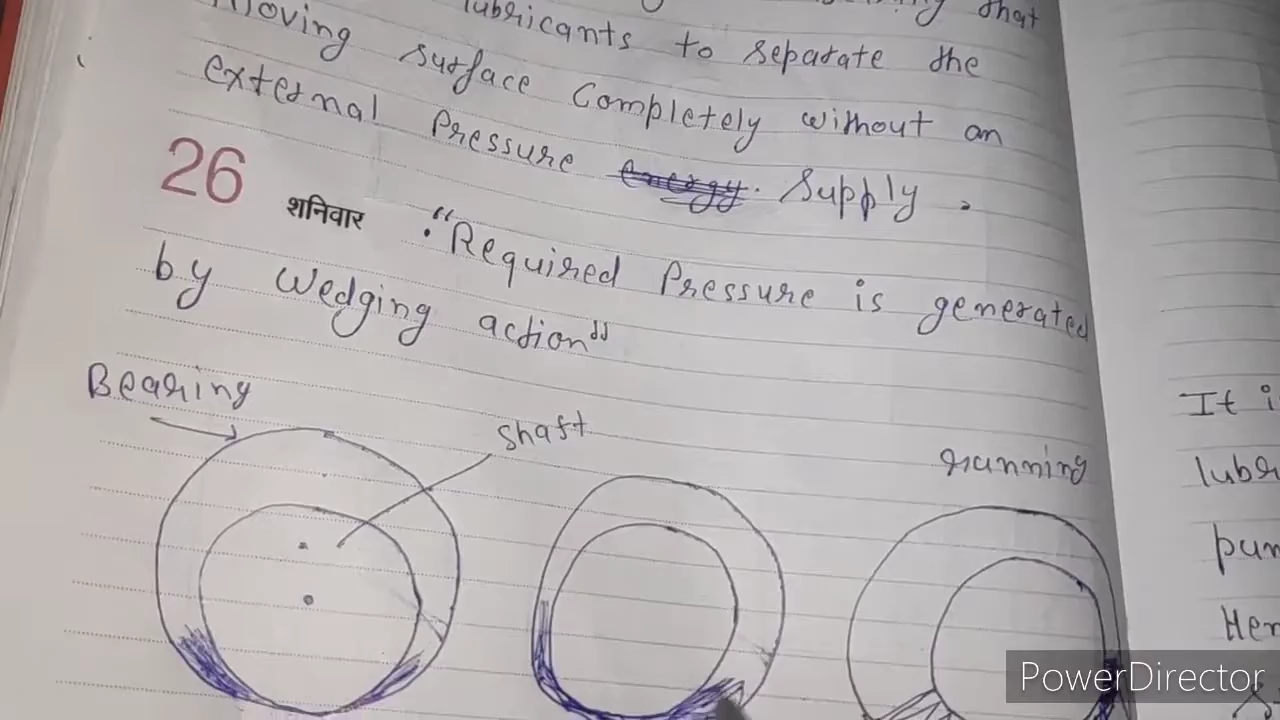 that
lubricants to separate the
Moving surface Completely without an
external Pressure energy. Supply.
26
शनिवार
"Required Pressure is generated
by wedging action"
Bearing
shaft
running
It i
lubr
pum
Her
PowerDirector